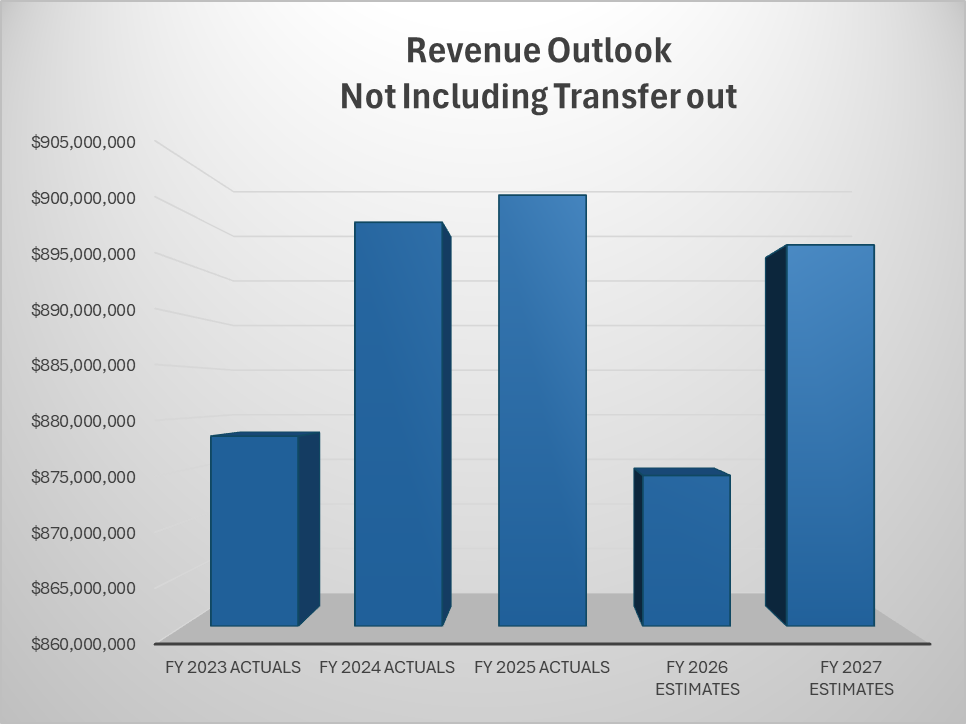 Revenue Outlook
Not Including Transfer out
$905,000,000
$900,000,000
$895,000,000
$890,000,000
$885,000,000
$880,000,000
$875,000,000
$870,000,000
$865,000,000
$860,000,000
FY 2023 ACTUALS
FY 2024 ACTUALS
FY 2025 ACTUALS
FY 2026
ESTIMATES
FY 2027
ESTIMATES